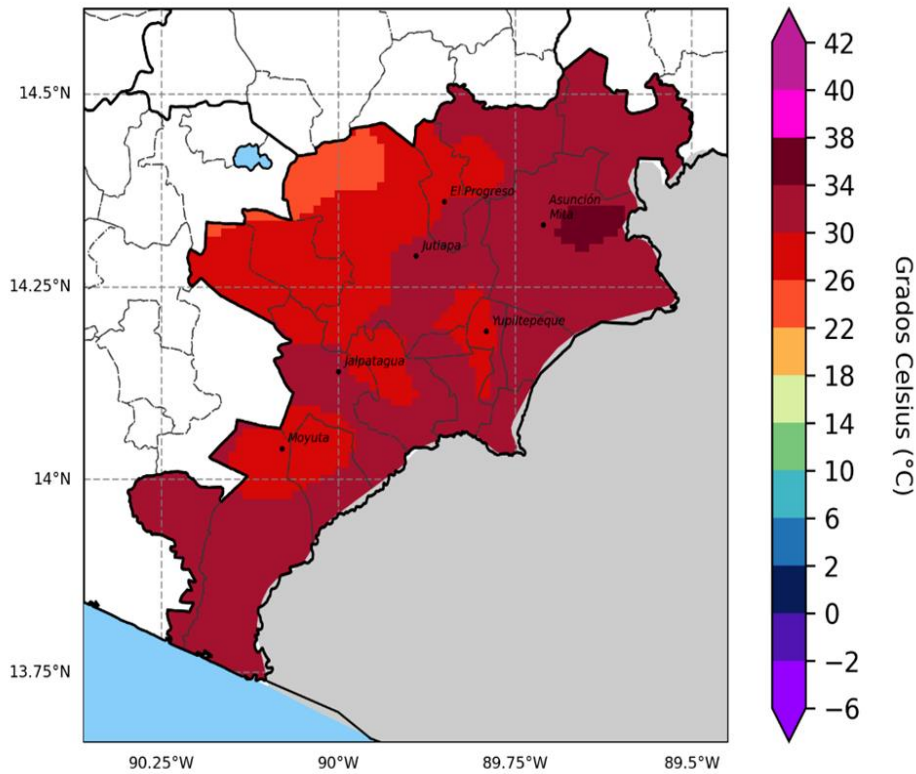 14.5°N
14.25°N
14°N
13.75°N
90.25°W
90°W
89.75°W
89.5°W
El Progreso
Asunción
Mita
Jutiapa
Yupiltepeque
Jalpatagua
Moyuta
42
40
38
34
30
26
22
18
14
10
6
2
0
−2
−6
Grados Celsius (°C)